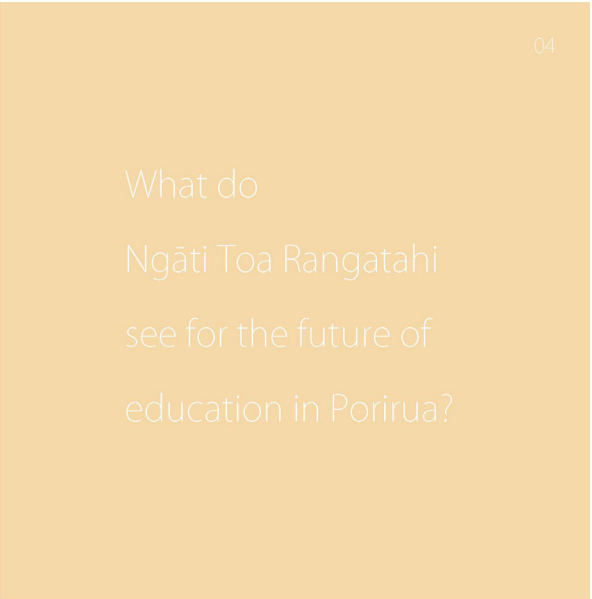 04
What do
Ngāti Toa Rangatahi
see for the future of
education in Porirua?